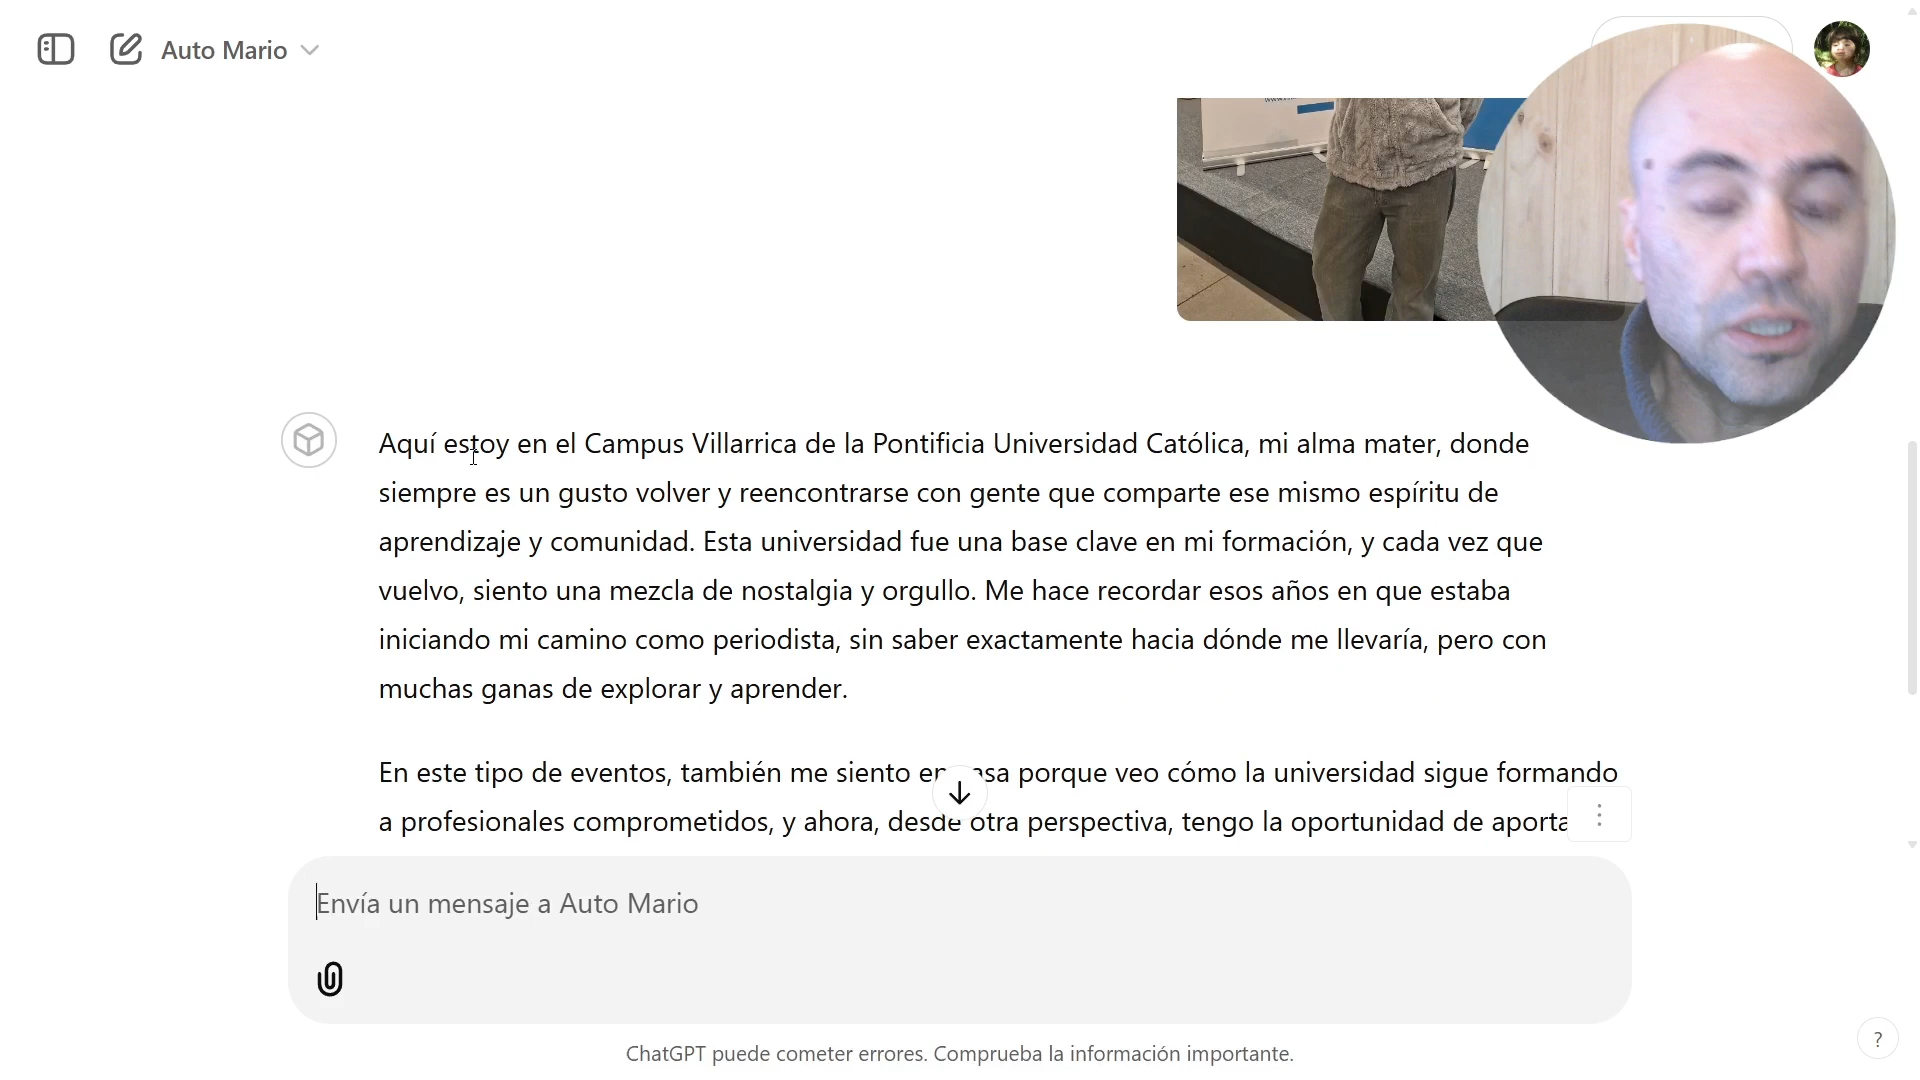 Auto Mario
Aquí estoy en el Campus Villarrica de la Pontificia Universidad Católica, mi alma mater, donde
siempre es un gusto volver y reencontrarse con gente que comparte ese mismo espíritu de
aprendizaje y comunidad. Esta universidad fue una base clave en mi formación, y cada vez que
vuelvo, siento una mezcla de nostalgia y orgullo. Me hace recordar esos años en que estaba
iniciando mi camino como periodista, sin saber exactamente hacia dónde me llevaría, pero con
muchas ganas de explorar y aprender.
En este tipo de eventos, también me siento en asa porque veo cómo la universidad sigue formando
a profesionales comprometidos, y ahora, desde otra perspectiva, tengo la oportunidad de aporta
Envía un mensaje a Auto Mario
ChatGPT puede cometer errores. Comprueba la información importante.
?